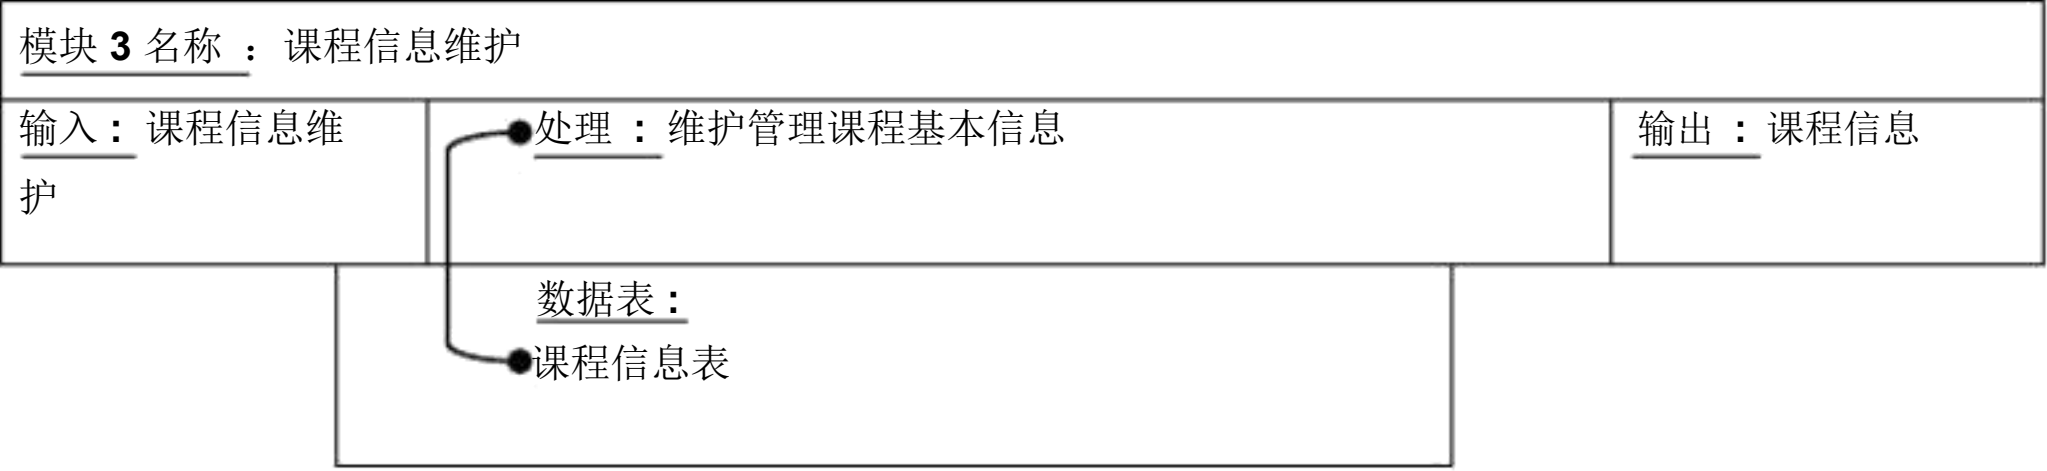 模块 3 名称 ：课程信息维护
输入：课程信息维
护
处理 ：维护管理课程基本信息
输出 ：课程信息
数据表：
课程信息表